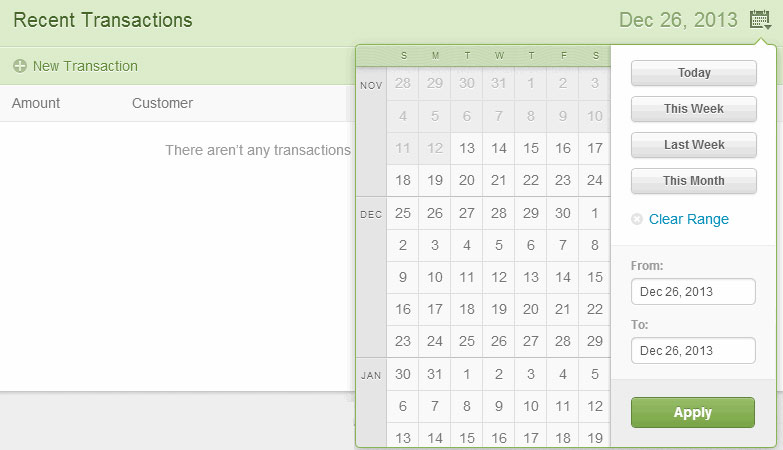 Recent Transactions
Dec 26, 2013
New Transaction
Amount Customer
There aren't any transactions
S M T W T F S
NOV 28 29 30 31 1 2 3
4 5 6 7 8 9 10
11 12 13 14 15 16 17
18 19 20 21 22 23 24
DEC 25 26 27 28 29 30 1
2 3 4 5 6 7 8
9 10 11 12 13 14 15
16 17 18 19 20 21 22
23 24 25 26 27 28 29
JAN 30 31 1 2 3 4 5
6 7 8 9 10 11 12
13 14 15 16 17 18 19
Today
This Week
Last Week
This Month
Clear Range
From:
Dec 26, 2013
To:
Dec 26, 2013
Apply